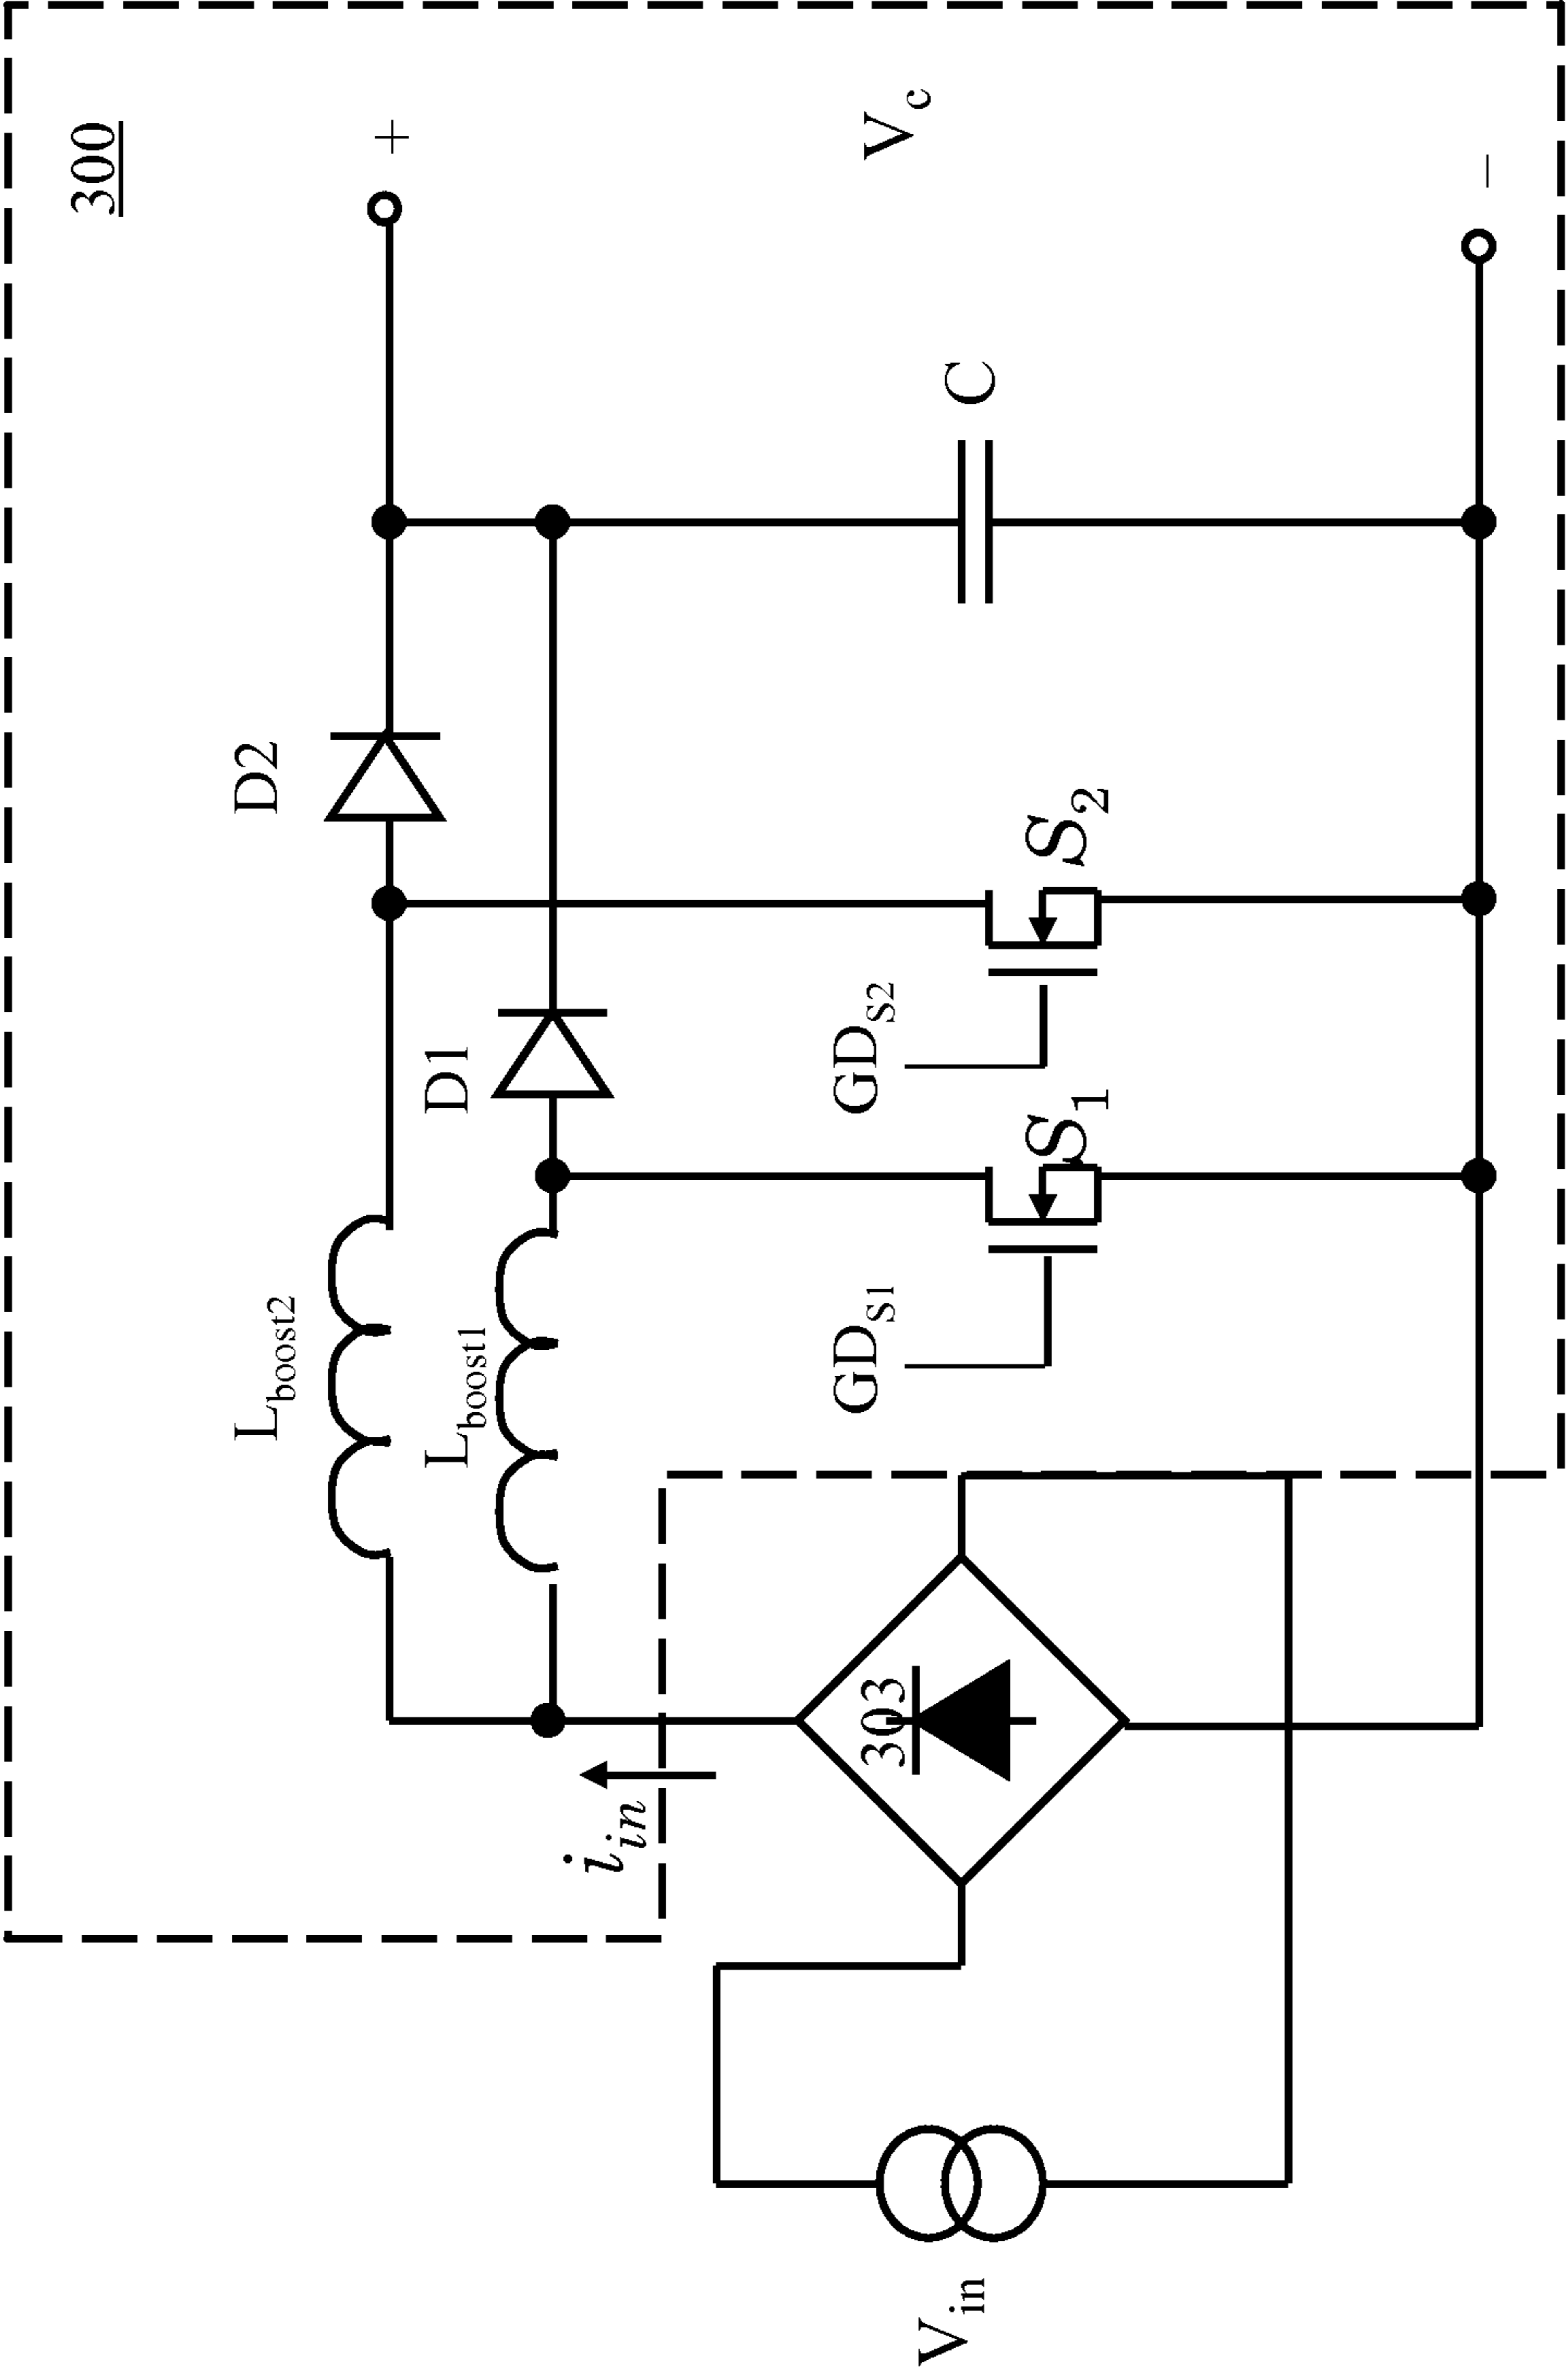 300
+
D2
L_boost2
D1
L_boost1
i_in
V_c
C
GD_S2
S_2
GD_S1
S_1
303
V_in
−